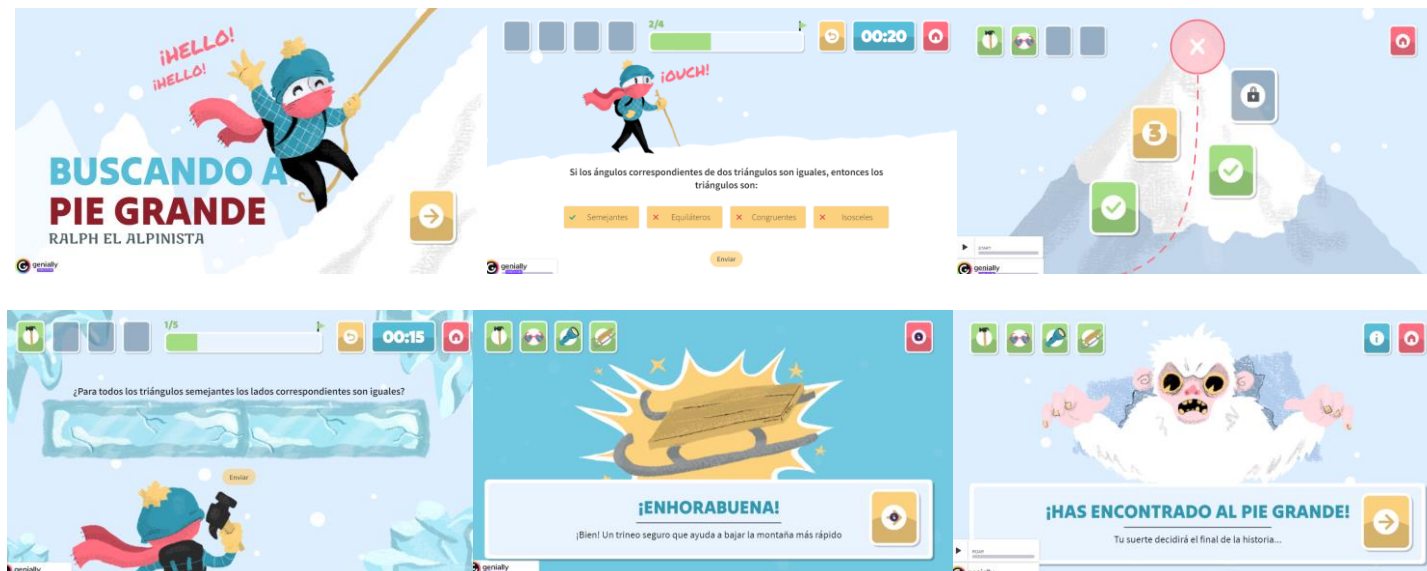 ¡HELLO!
¡HELLO!
BUSCANDO A
PIE GRANDE
RALPH EL ALPINISTA
genially
2/4
00:20
¡OUCH!
Si los ángulos correspondientes de dos triángulos son iguales, entonces los
triángulos son:
Semejantes
Equiláteros
Congruentes
Isosceles
Enviar
genially
3
genially
1/5
00:15
¿Para todos los triángulos semejantes los lados correspondientes son iguales?
Enviar
genially
¡ENHORABUENA!
¡Bien! Un trineo seguro que ayuda a bajar la montaña más rápido
genially
i
¡HAS ENCONTRADO AL PIE GRANDE!
Tu suerte decidirá el final de la historia...
genially